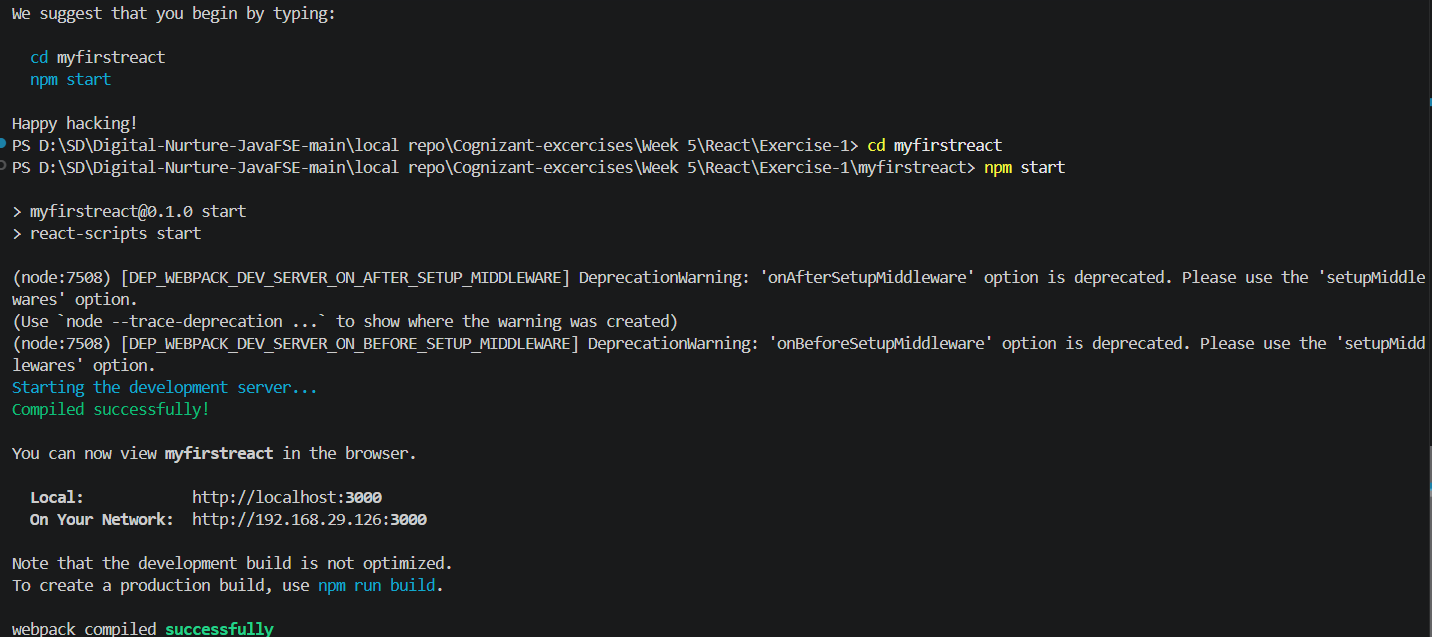 We suggest that you begin by typing:
cd myfirstreact
npm start
Happy hacking!
PS D:\SD\Digital-Nurture-JavaFSE-main\local repo\Cognizant-excercises\Week 5\React\Exercise-1> cd myfirstreact
PS D:\SD\Digital-Nurture-JavaFSE-main\local repo\Cognizant-excercises\Week 5\React\Exercise-1\myfirstreact> npm start
> myfirstreact@0.1.0 start
> react-scripts start
(node:7508) [DEP_WEBPACK_DEV_SERVER_ON_AFTER_SETUP_MIDDLEWARE] DeprecationWarning: 'onAfterSetupMiddleware' option is deprecated. Please use the 'setupMiddle
wares' option.
(Use `node --trace-deprecation ...` to show where the warning was created)
(node:7508) [DEP_WEBPACK_DEV_SERVER_ON_BEFORE_SETUP_MIDDLEWARE] DeprecationWarning: 'onBeforeSetupMiddleware' option is deprecated. Please use the 'setupMidd
lewares' option.
Starting the development server...
Compiled successfully!
You can now view myfirstreact in the browser.
Local: http://localhost:3000
On Your Network: http://192.168.29.126:3000
Note that the development build is not optimized.
To create a production build, use npm run build.
webpack compiled successfully